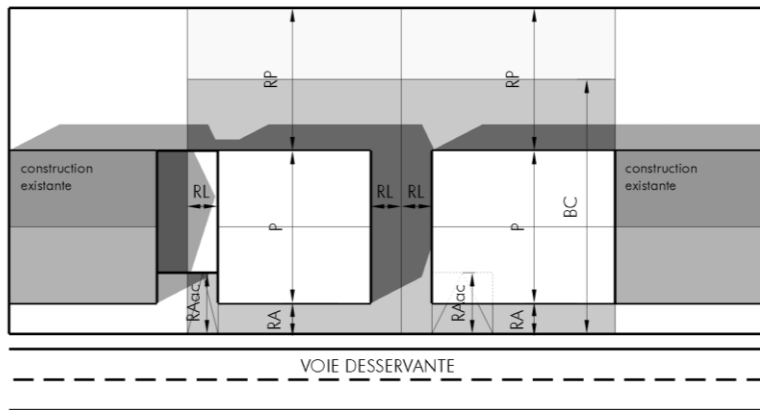 RP
RP
construction
existante
RL
RL
RL
construction
existante
P
P
BC
RAac
RA
RAac
RA
VOIE DESSERVANTE